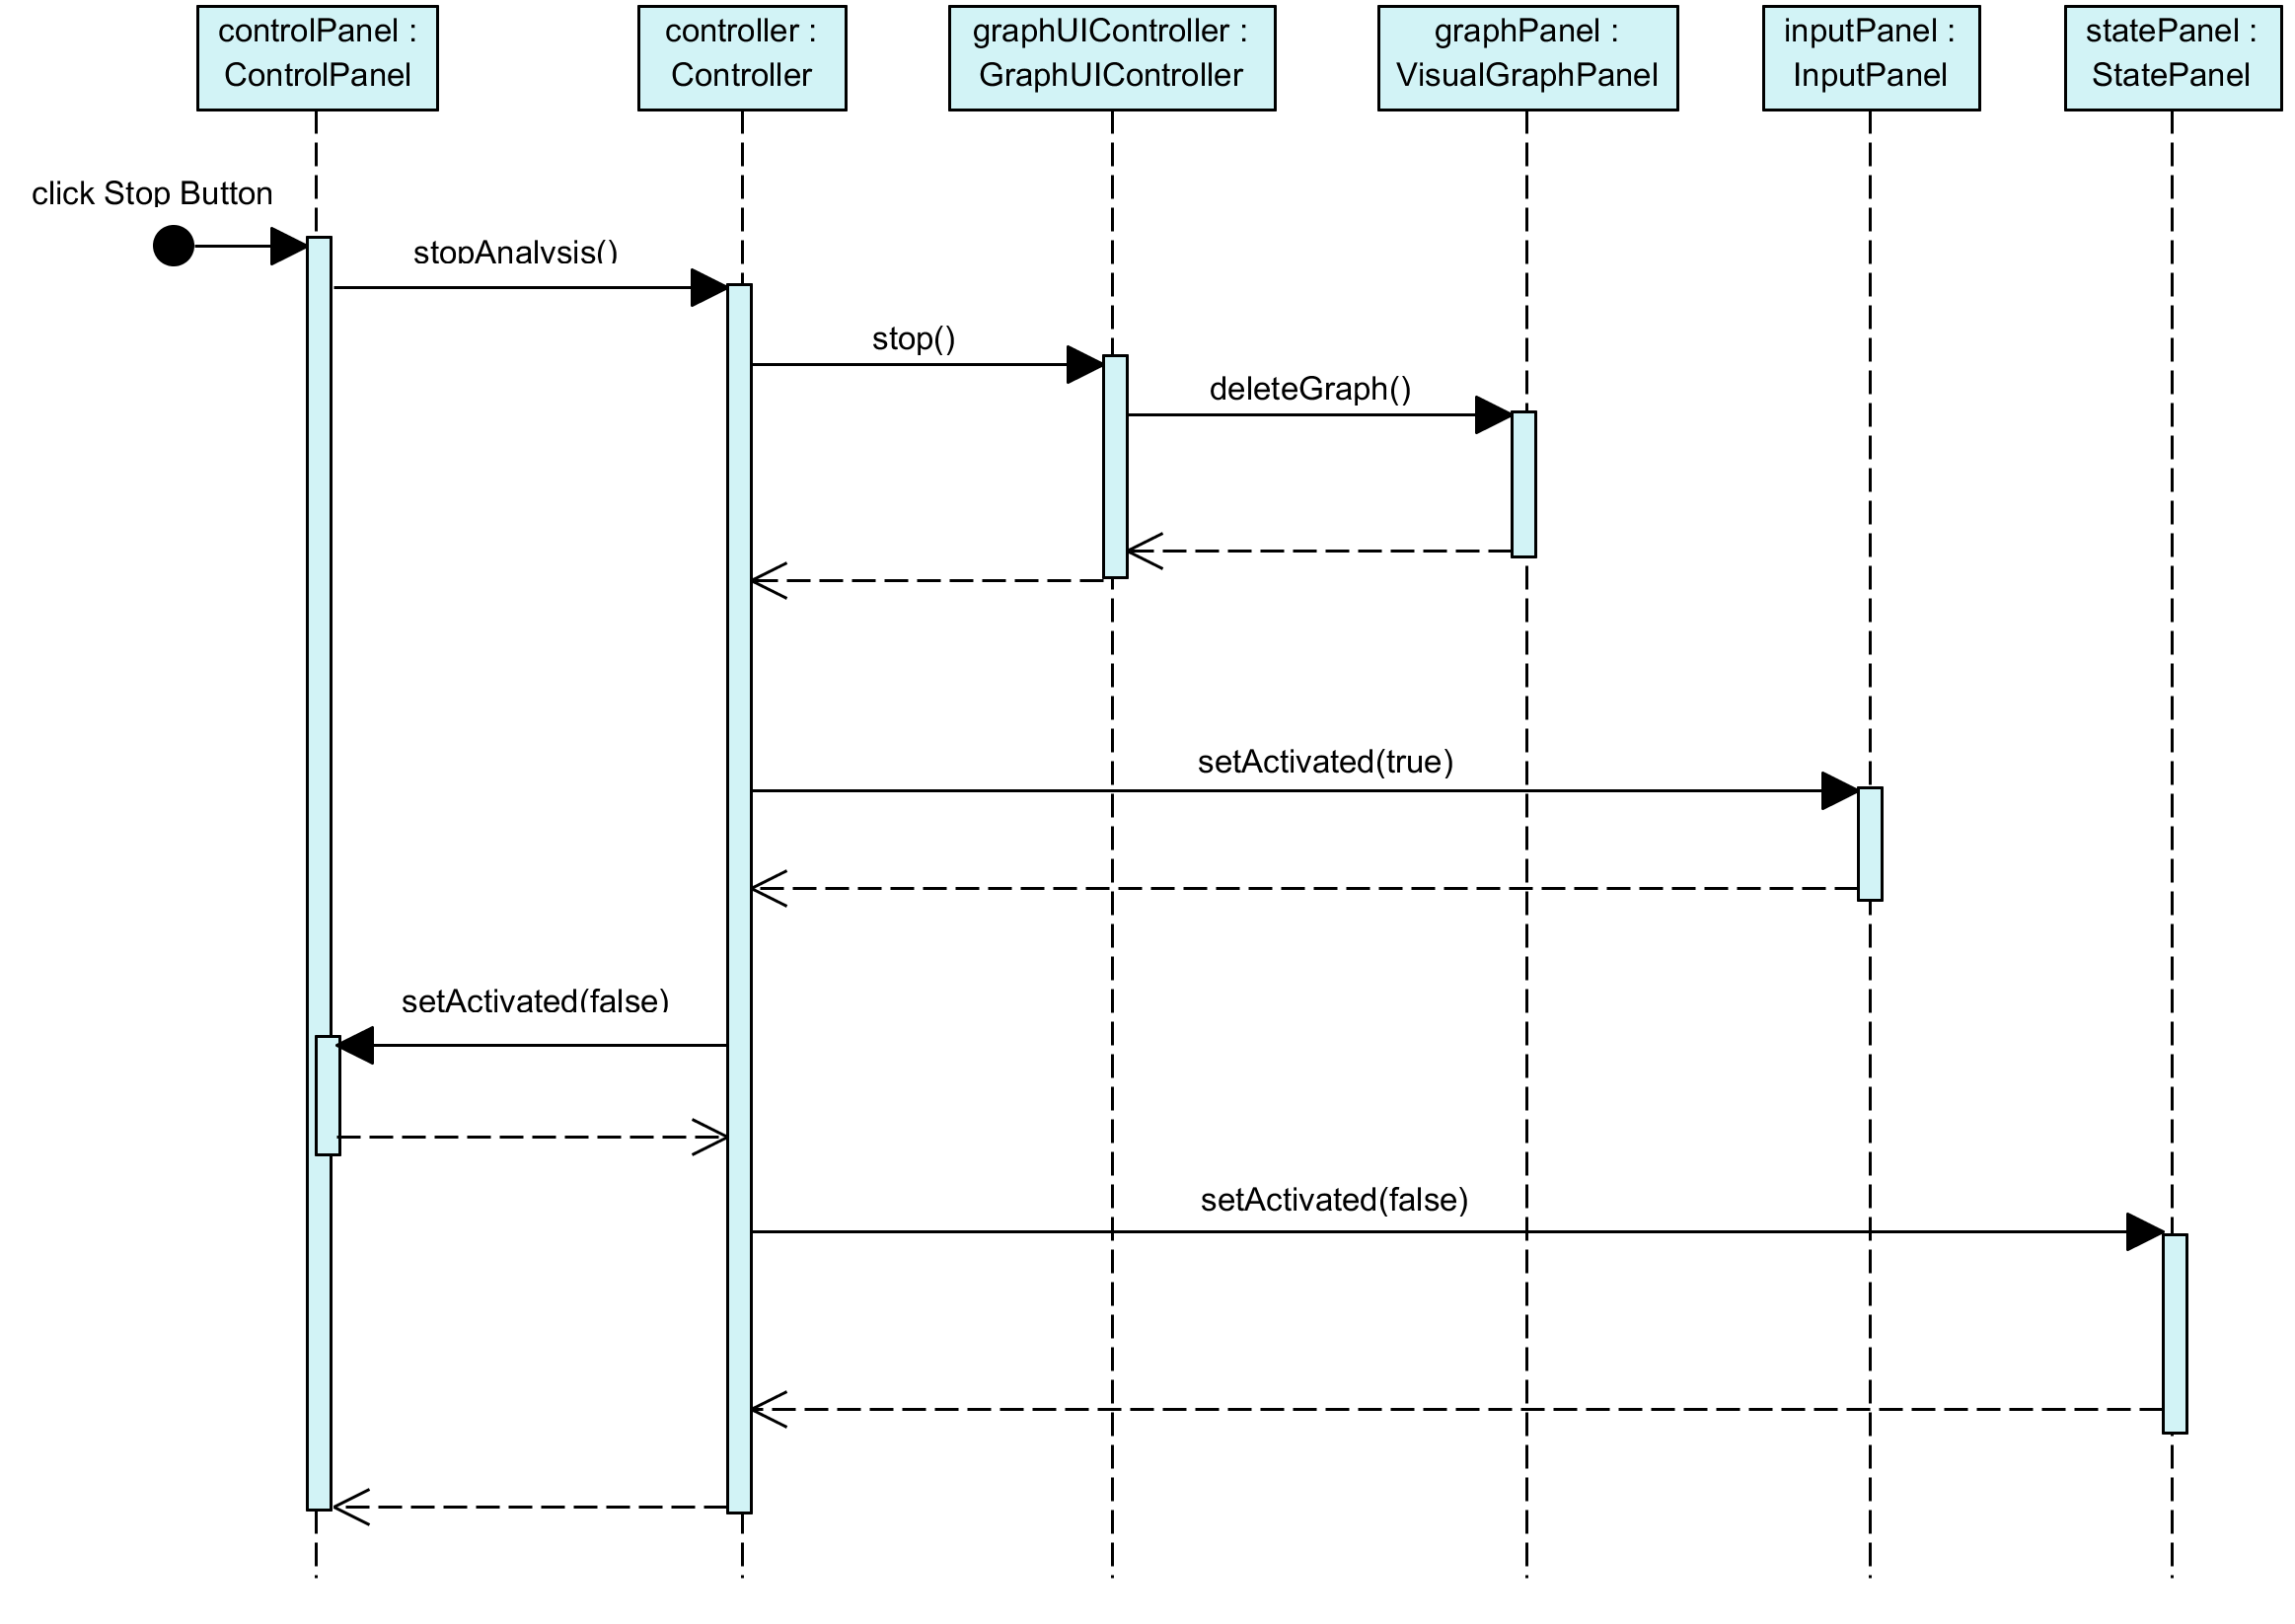 controlPanel :
ControlPanel
controller :
Controller
graphUIController :
GraphUIController
graphPanel :
VisualGraphPanel
inputPanel :
InputPanel
statePanel :
StatePanel
click Stop Button
stopAnalysis()
stop()
deleteGraph()
setActivated(true)
setActivated(false)
setActivated(false)